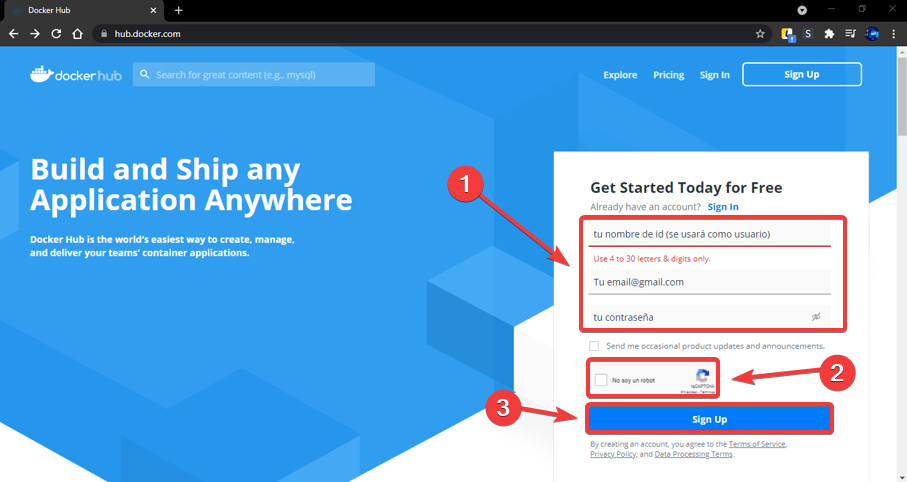 Docker Hub
hub.docker.com
docker hub
Search for great content (e.g., mysql)
Explore
Pricing
Sign In
Sign Up
Build and Ship any
Application Anywhere
Docker Hub is the world's easiest way to create, manage,
and deliver your teams' container applications.
1
Get Started Today for Free
Already have an account? Sign In
tu nombre de id (se usará como usuario)
Use 4 to 30 letters & digits only.
Tu email@gmail.com
tu contraseña
Send me occasional product updates and announcements.
No soy un robot
reCAPTCHA
Privacidad - Términos
2
3
Sign Up
By creating an account, you agree to the Terms of Service,
Privacy Policy, and Data Processing Terms.